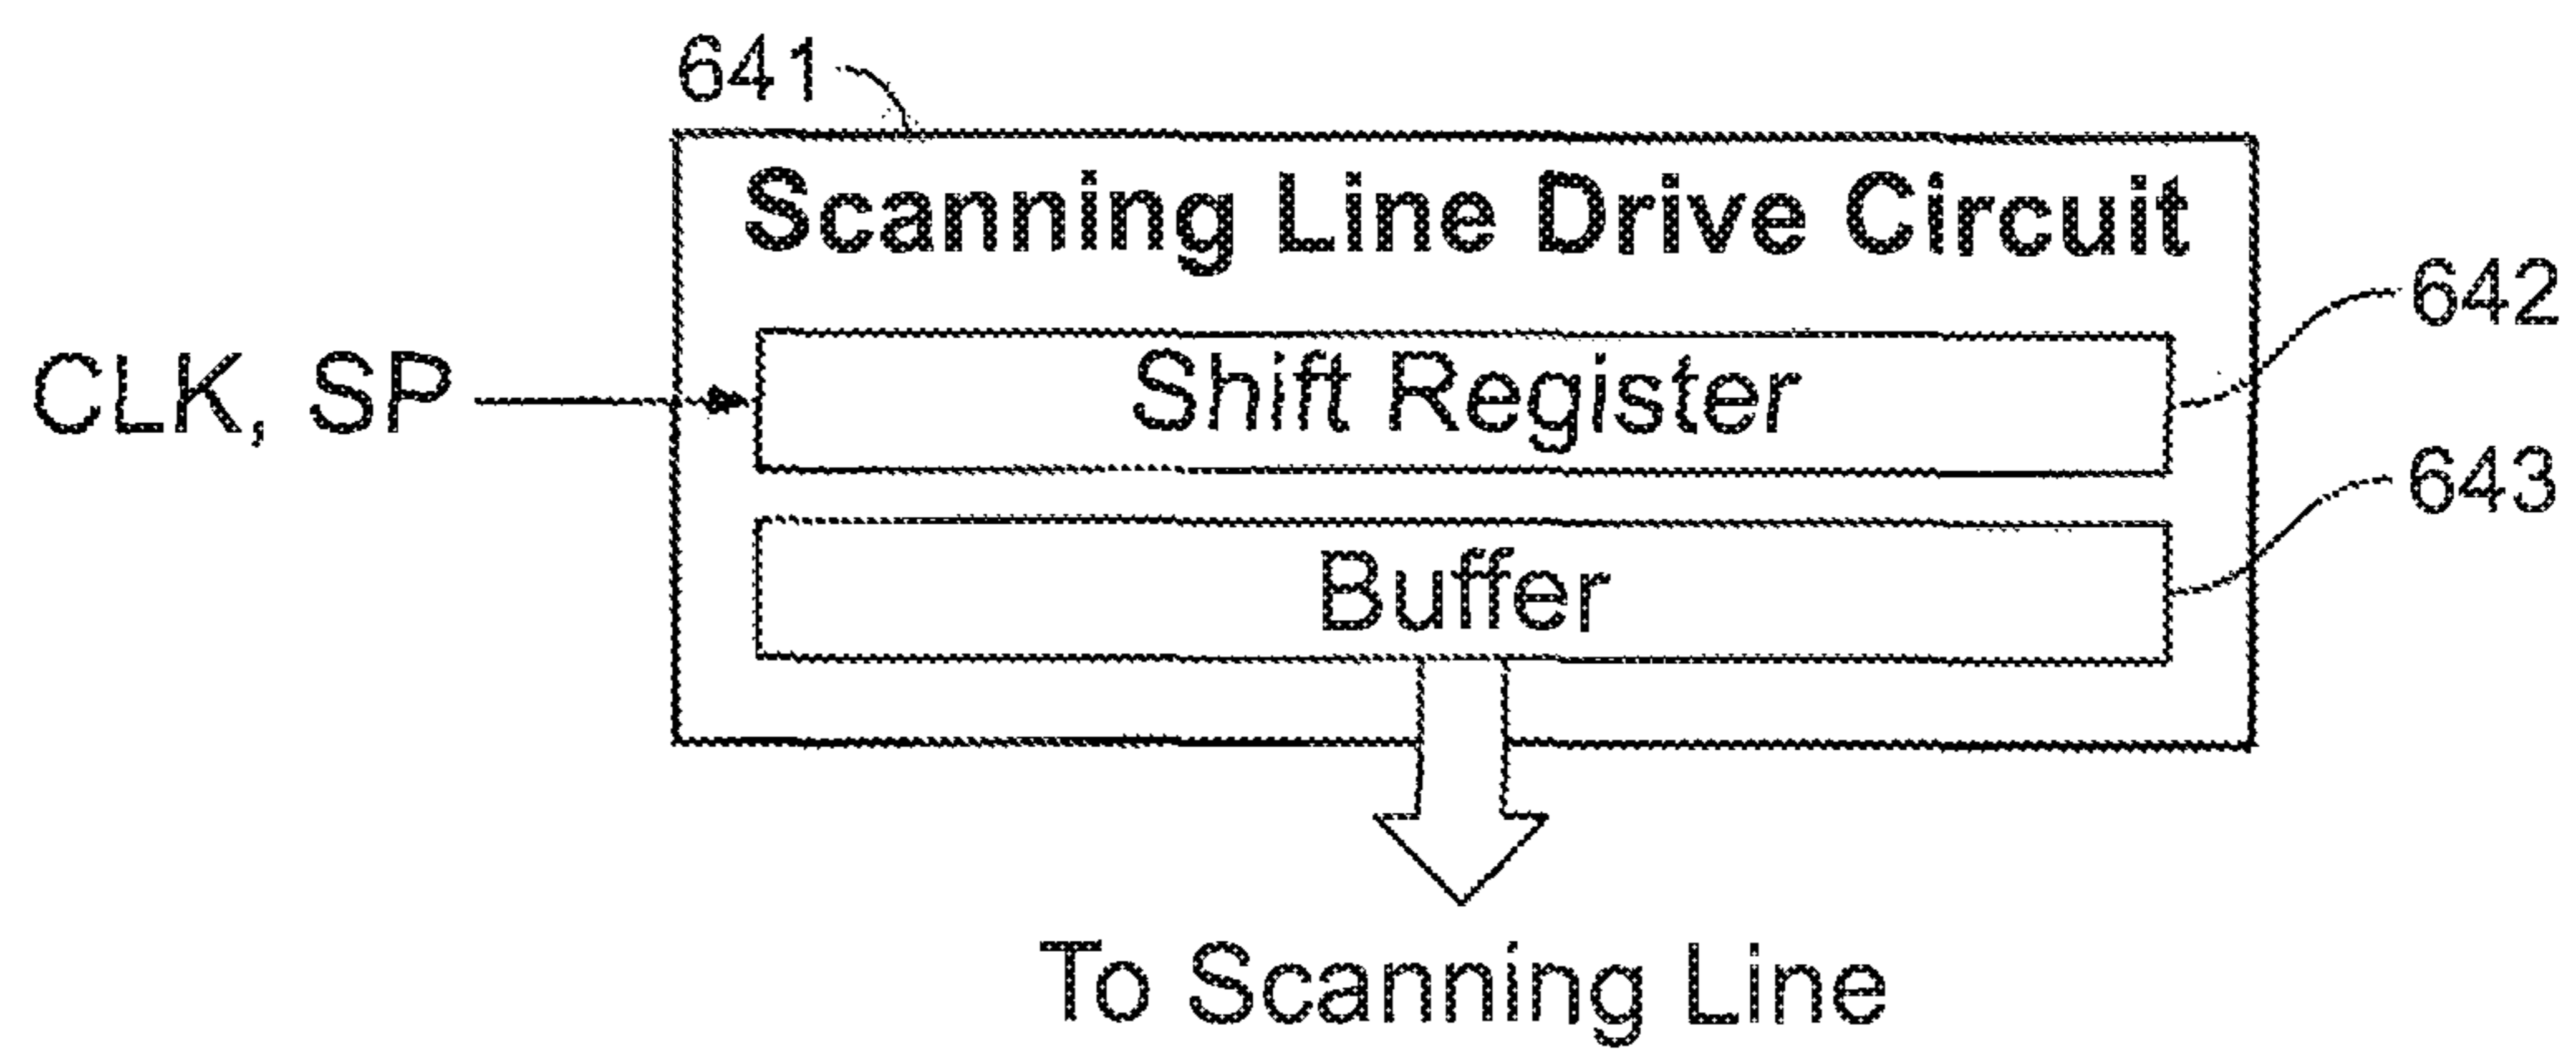 641
Scanning Line Drive Circuit
642
CLK, SP
Shift Register
643
Buffer
To Scanning Line